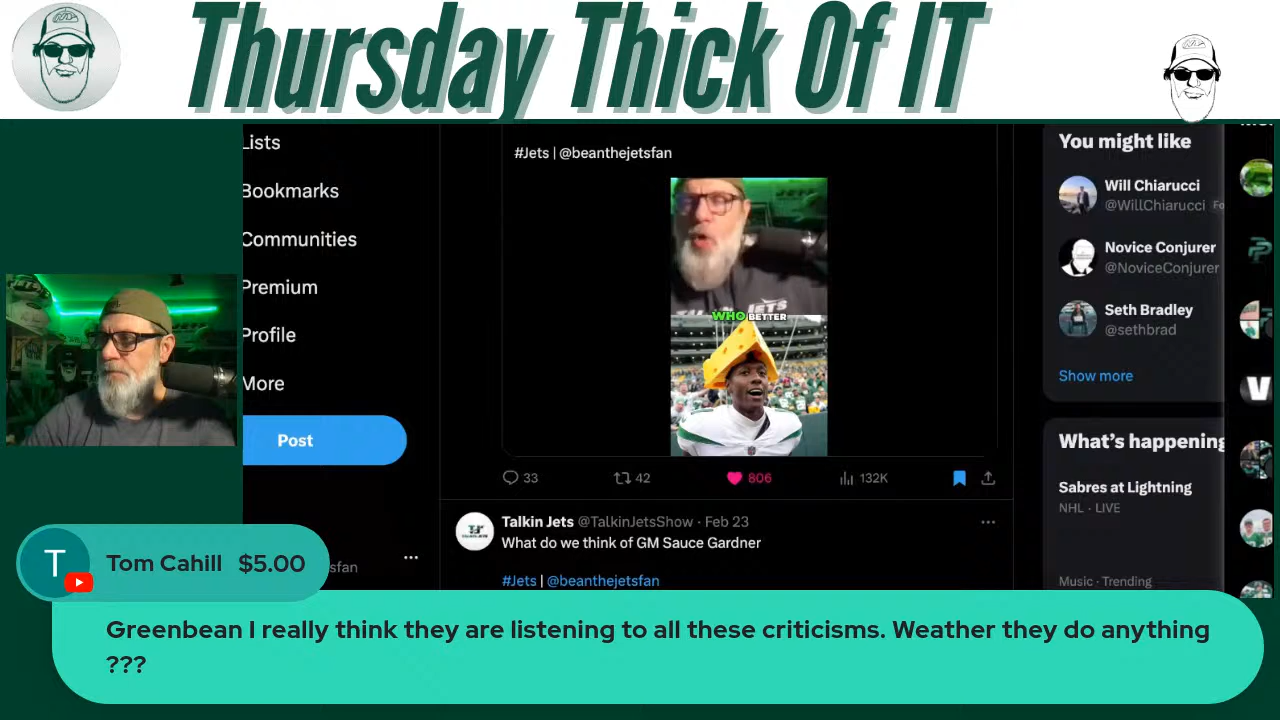 Thursday Thick Of IT
Lists
Bookmarks
Communities
Premium
Profile
More
Post
sfan
#Jets | @beanthejetsfan
JETS
WHO BETTER
33
42
806
132K
Talkin Jets @TalkinJetsShow · Feb 23
What do we think of GM Sauce Gardner
#Jets | @beanthejetsfan
You might like
Will Chiarucci
@WillChiarucci Fo
Novice Conjurer
@NoviceConjurer
Seth Bradley
@sethbrad
Show more
What's happening
Sabres at Lightning
NHL · LIVE
Music · Trending
V
T
Tom Cahill $5.00
Greenbean I really think they are listening to all these criticisms. Weather they do anything
???